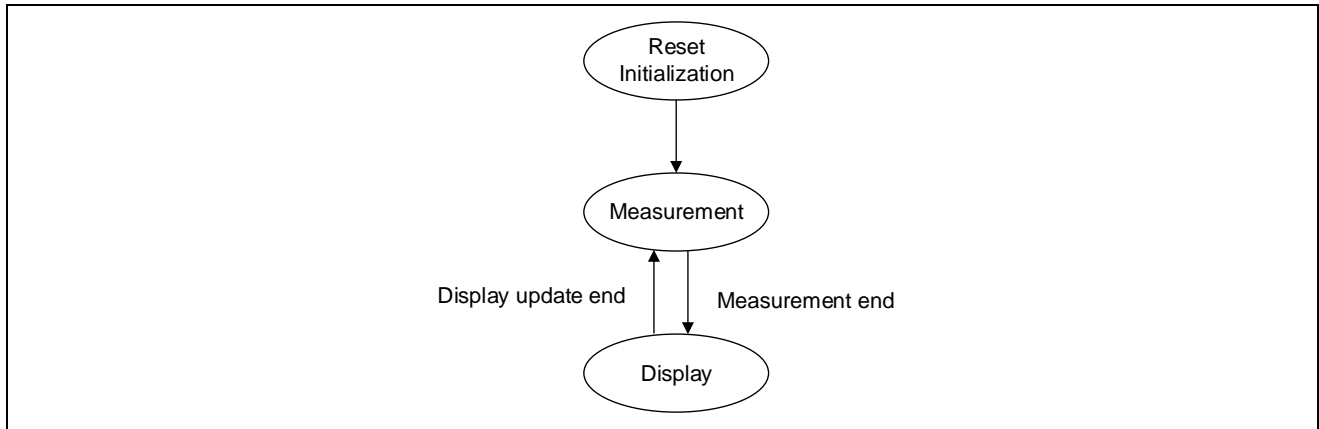 Reset
Initialization
Measurement
Display update end
Measurement end
Display